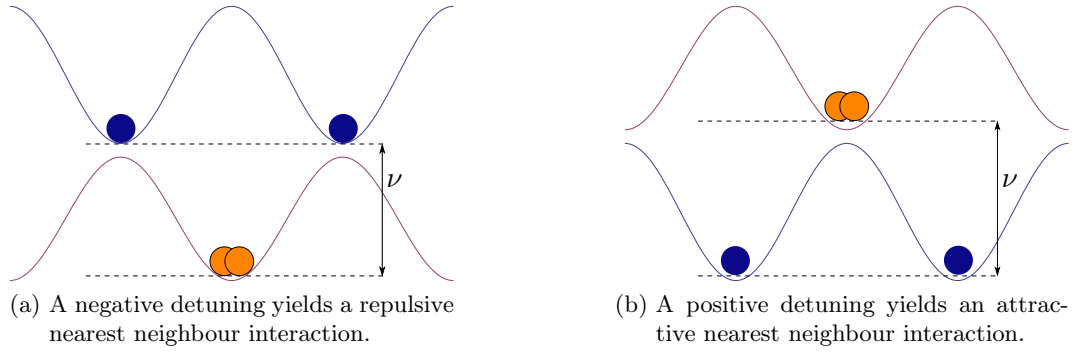 ν
ν
(a) A negative detuning yields a repulsive
nearest neighbour interaction.
(b) A positive detuning yields an attrac-
tive nearest neighbour interaction.